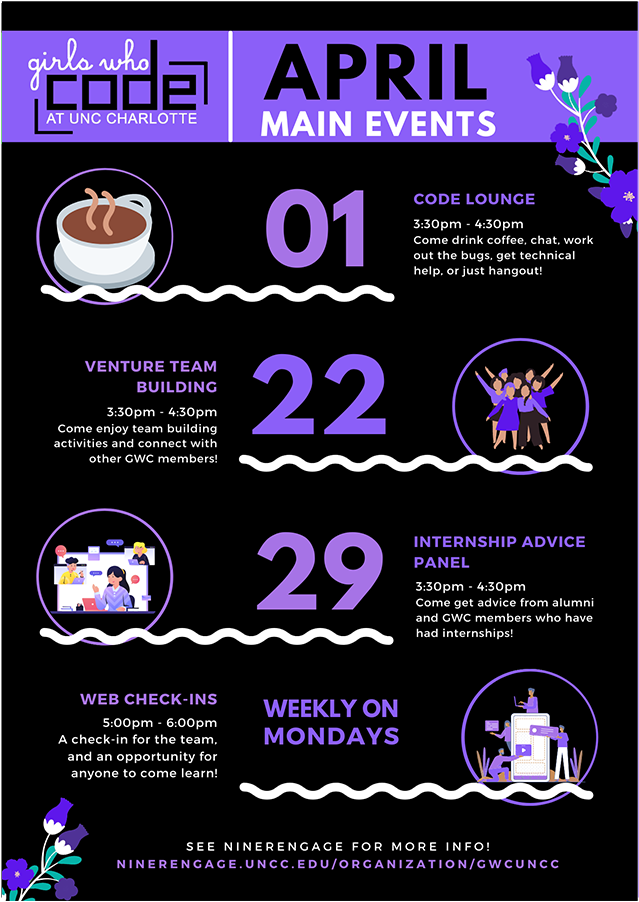 girls who
code
AT UNC CHARLOTTE
APRIL
MAIN EVENTS
01
CODE LOUNGE
3:30pm - 4:30pm
Come drink coffee, chat, work
out the bugs, get technical
help, or just hangout!
VENTURE TEAM
BUILDING
3:30pm - 4:30pm
Come enjoy team building
activities and connect with
other GWC members!
22
29
INTERNSHIP ADVICE
PANEL
3:30pm - 4:30pm
Come get advice from alumni
and GWC members who have
had internships!
WEB CHECK-INS
5:00pm - 6:00pm
A check-in for the team,
and an opportunity for
anyone to come learn!
WEEKLY ON
MONDAYS
SEE NINERENGAGE FOR MORE INFO!
NINERENGAGE.UNCC.EDU/ORGANIZATION/GWCUNCC